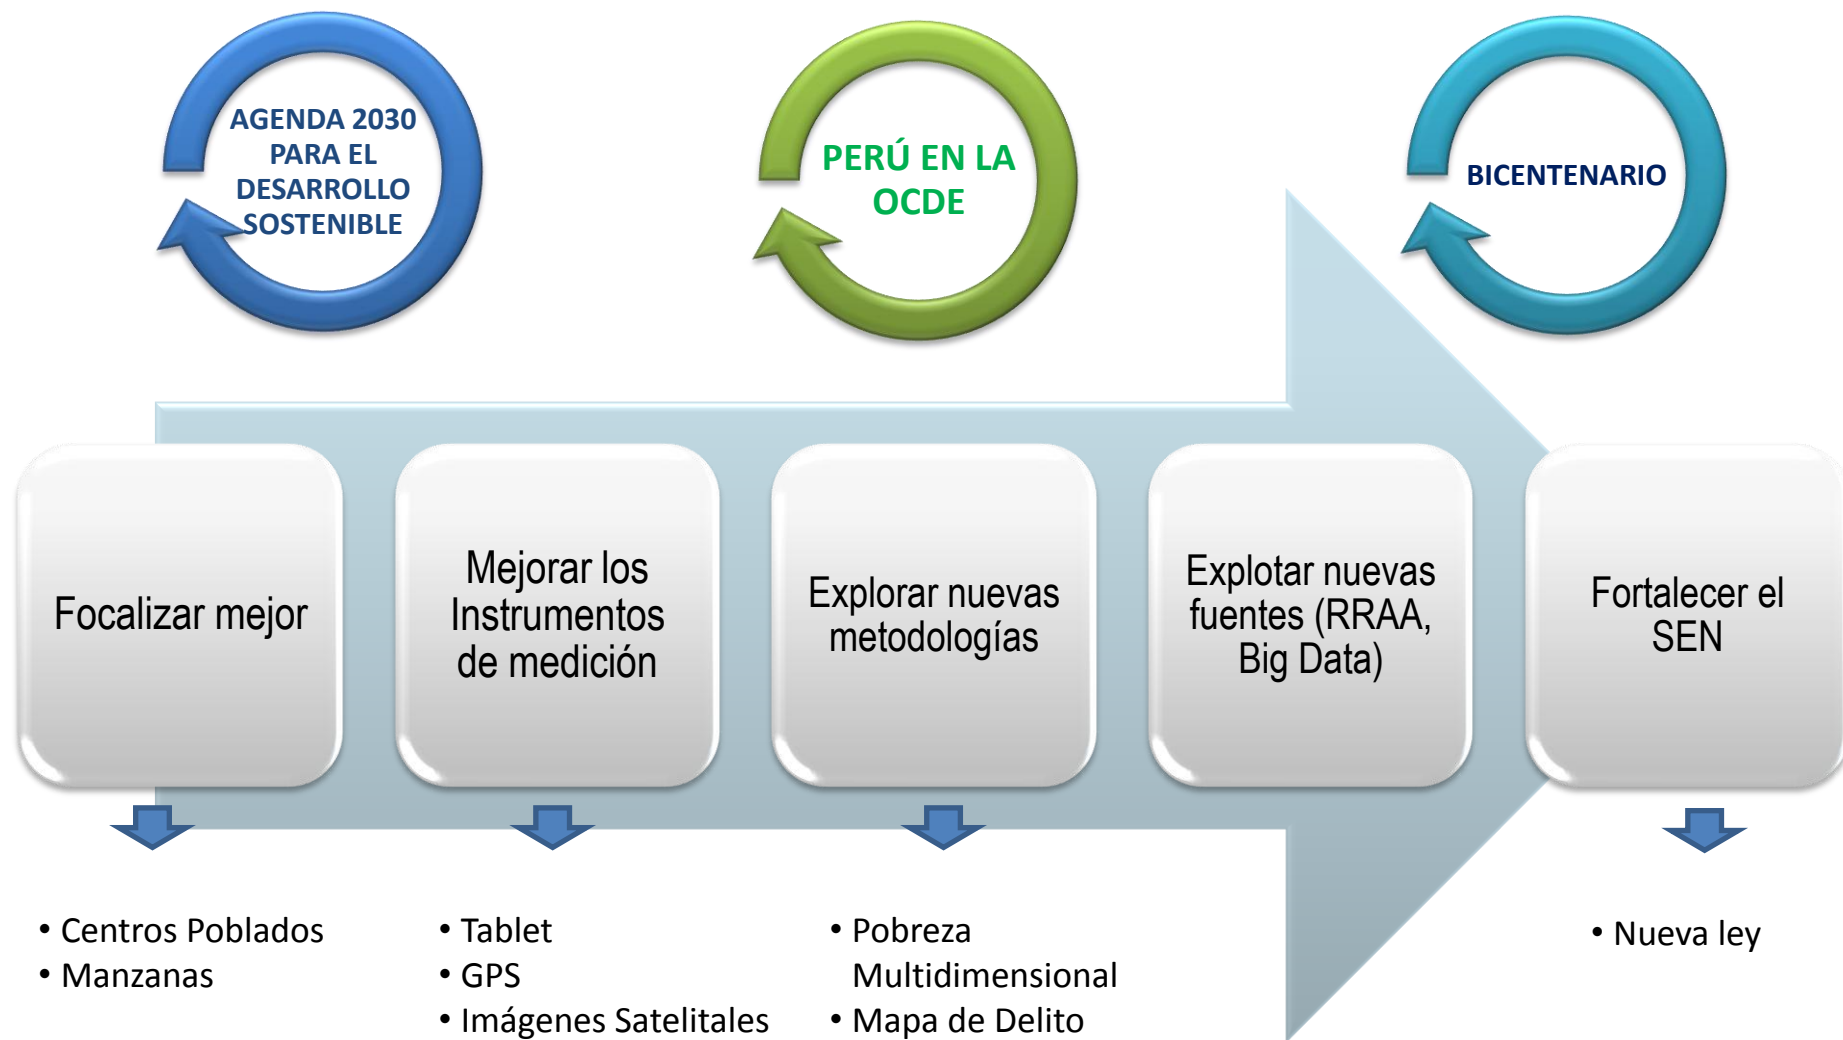 AGENDA 2030
PARA EL
DESARROLLO
SOSTENIBLE
PERÚ EN LA
OCDE
BICENTENARIO
Focalizar mejor
Mejorar los
Instrumentos
de medición
Explorar nuevas
metodologías
Explotar nuevas
fuentes (RRAA,
Big Data)
Fortalecer el
SEN
• Centros Poblados
• Manzanas
• Tablet
• GPS
• Imágenes Satelitales
• Pobreza
Multidimensional
• Mapa de Delito
• Nueva ley